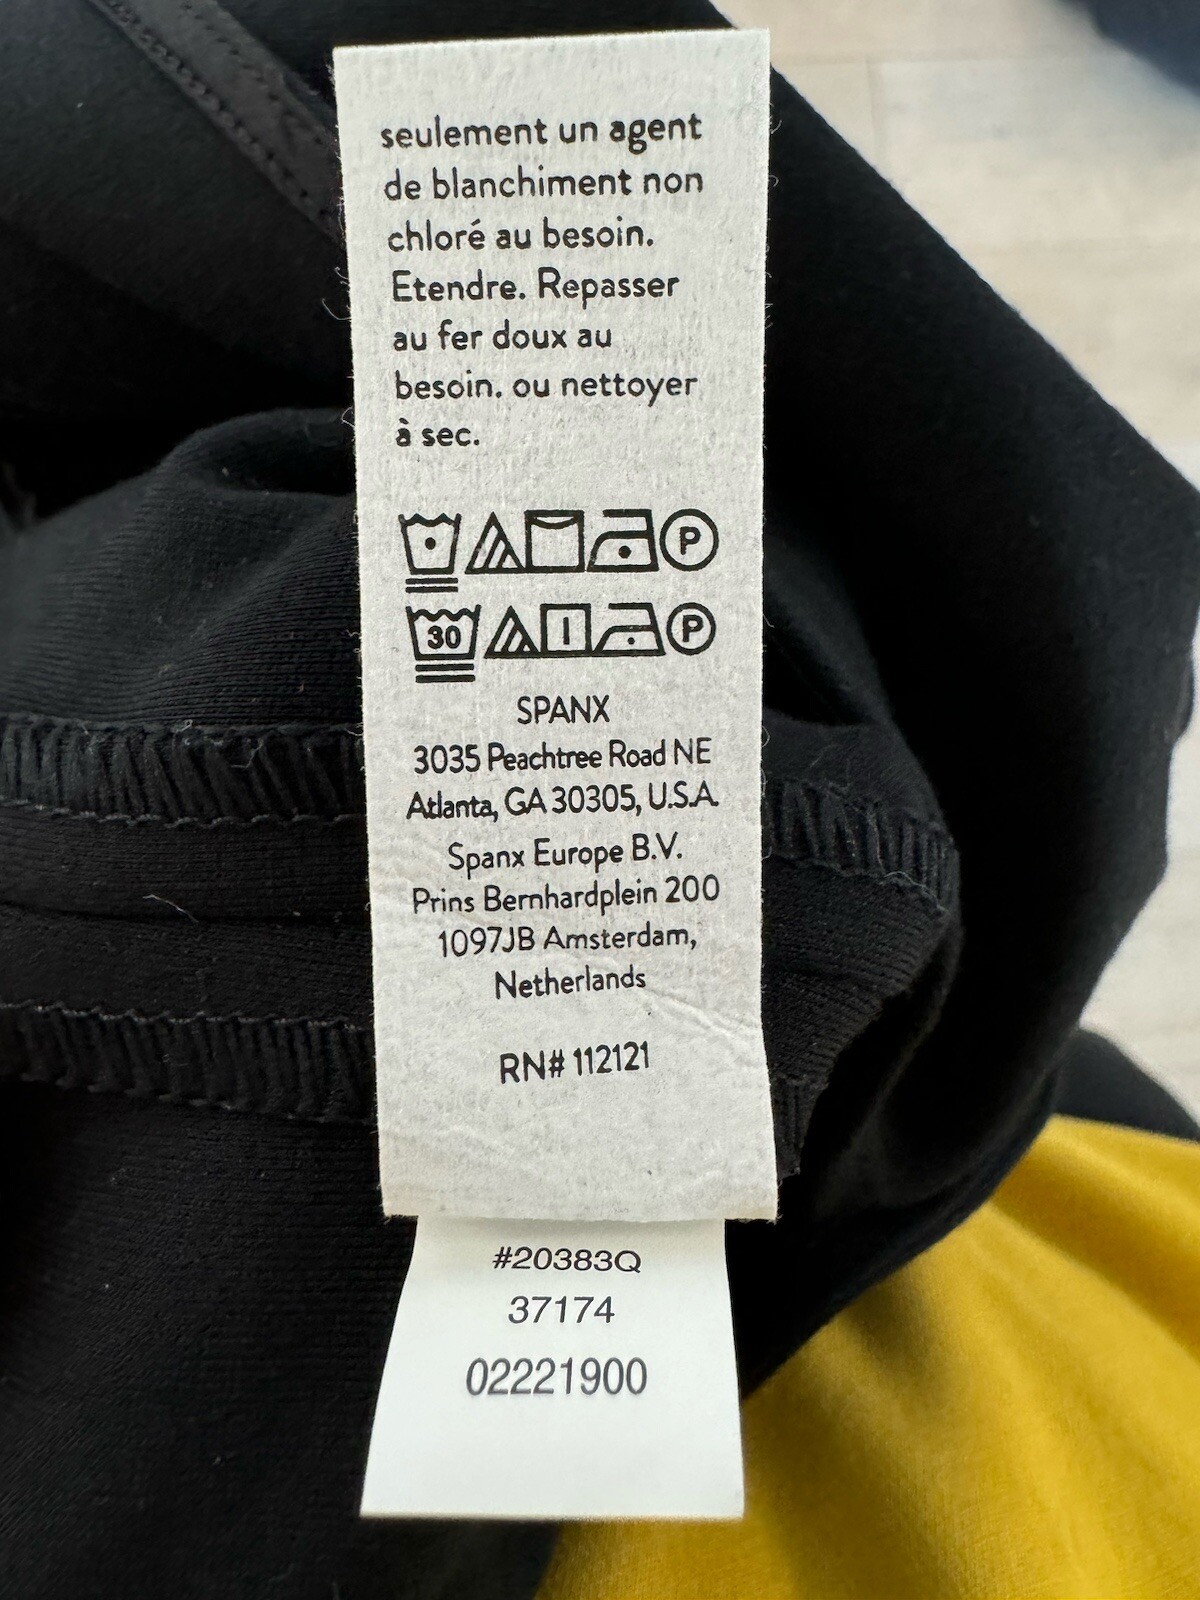 seulement un agent
de blanchiment non
chloré au besoin.
Etendre. Repasser
au fer doux au
besoin. ou nettoyer
à sec.
P
30 P
SPANX
3035 Peachtree Road NE
Atlanta, GA 30305, U.S.A.
Spanx Europe B.V.
Prins Bernhardplein 200
1097JB Amsterdam,
Netherlands
RN# 112121
#20383Q
37174
02221900